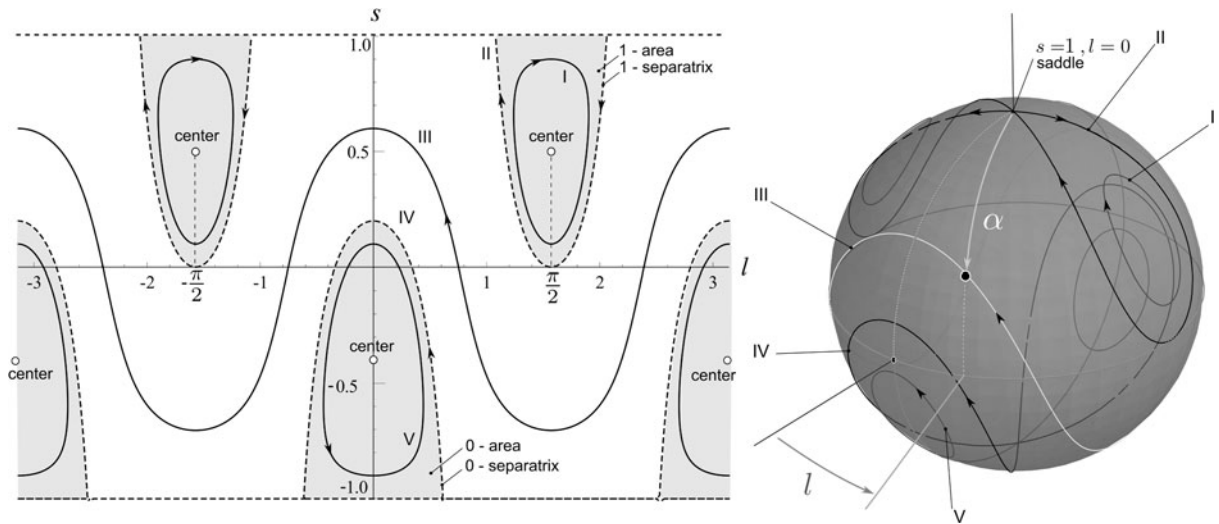 s
1.0
II
I
1 - area
1 - separatrix
center
center
III
0.5
IV
-3
-2
-π/2
-1
1
π/2
2
3
l
center
center
center
-0.5
V
0 - area
0 - separatrix
-1.0
s = 1 , l = 0
saddle
II
I
III
α
IV
l
V